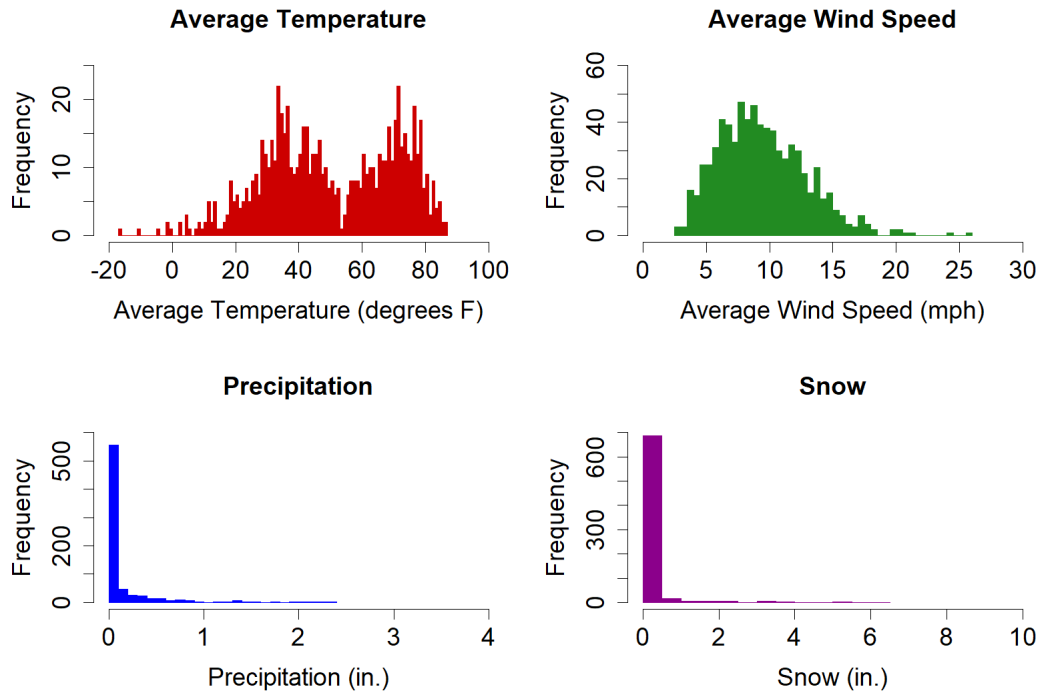 Average Temperature
Frequency
0 10 20
-20 0 20 40 60 80 100
Average Temperature (degrees F)
Average Wind Speed
Frequency
0 20 40 60
0 5 10 15 20 25 30
Average Wind Speed (mph)
Precipitation
Frequency
0 200 500
0 1 2 3 4
Precipitation (in.)
Snow
Frequency
0 300 600
0 2 4 6 8 10
Snow (in.)